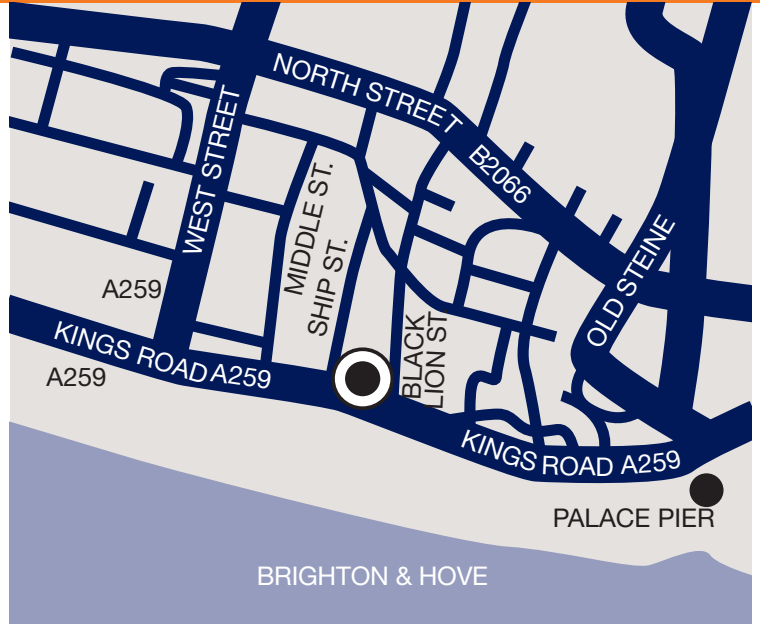 NORTH STREET
B2066
WEST STREET
MIDDLE ST.
SHIP ST.
OLD STEINE
A259
BLACK
LION ST
KINGS ROAD A259
A259
KINGS ROAD A259
PALACE PIER
BRIGHTON & HOVE